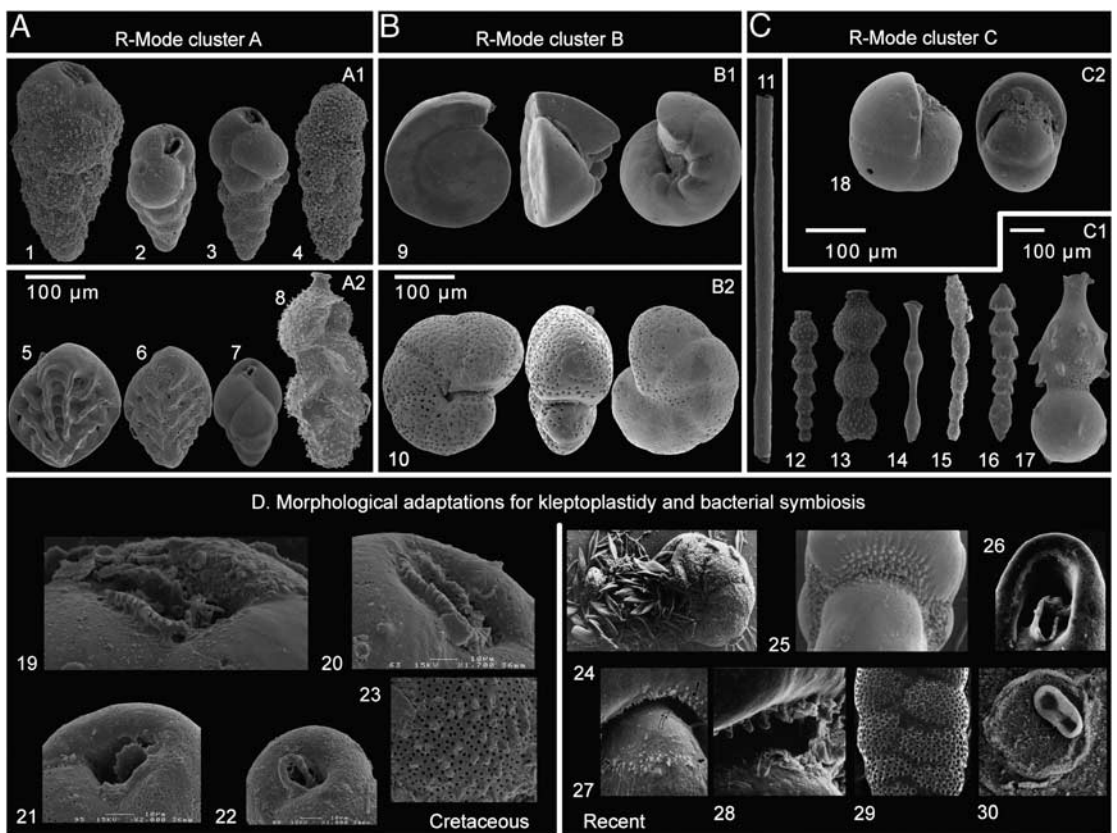 A
R-Mode cluster A
B
R-Mode cluster B
C
R-Mode cluster C
A1
1
2
3
4
B1
9
11
C2
18
100 µm
C1
100 µm
100 µm
A2
5
6
7
8
100 µm
B2
10
12
13
14
15
16
17
D. Morphological adaptations for kleptoplastidy and bacterial symbiosis
19
20
23
21
22
Cretaceous
24
25
26
27
28
29
30
Recent